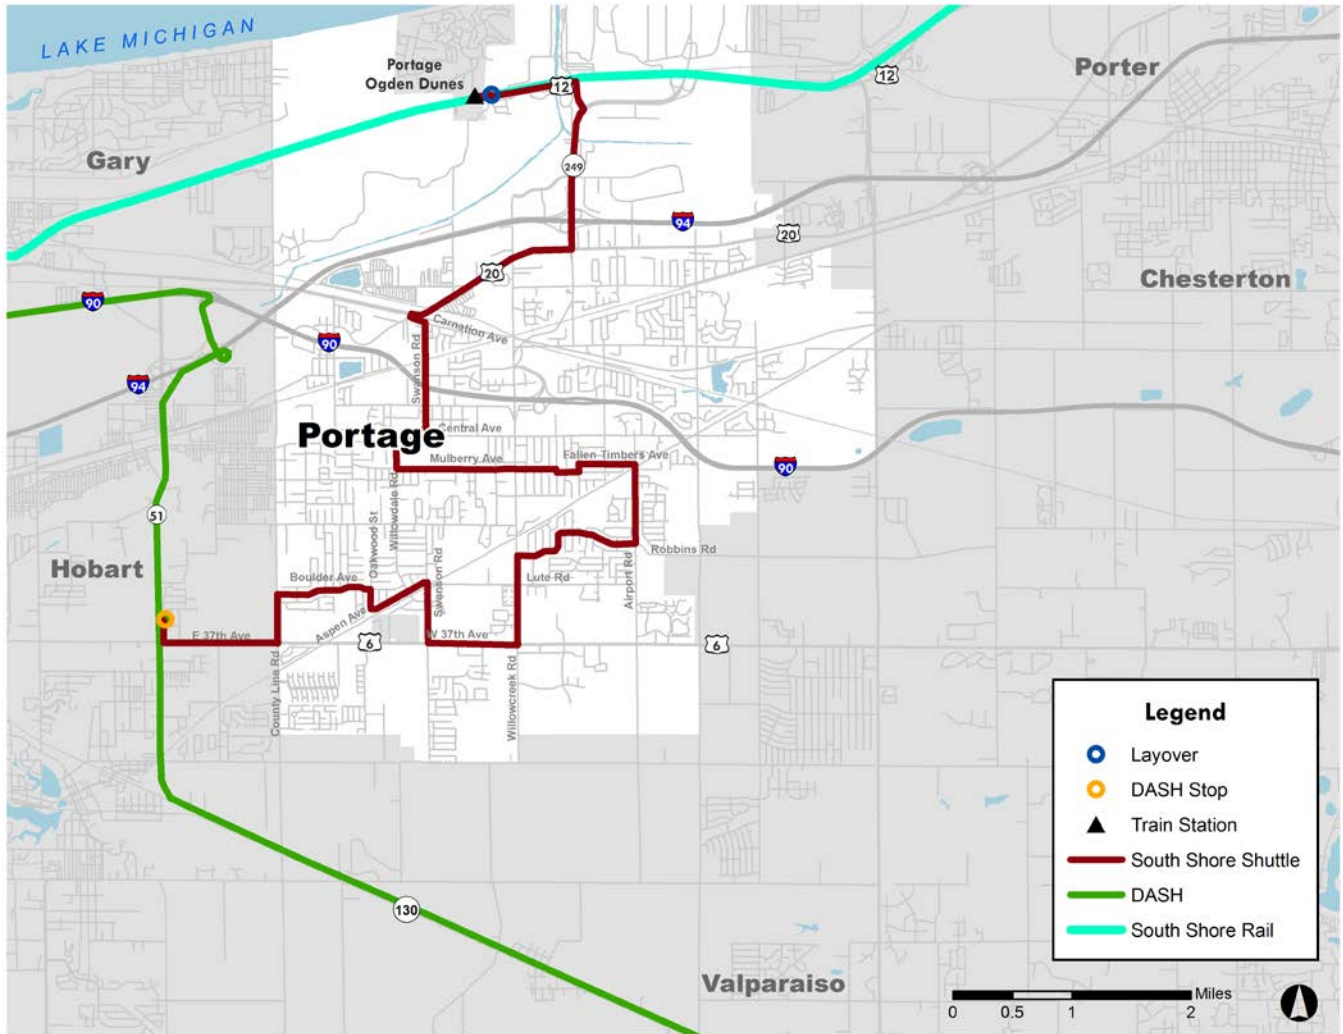 LAKE MICHIGAN
Portage
Ogden Dunes
12
12
Porter
Gary
249
94
20
20
Chesterton
90
Carnation Ave
90
Swanson Rd
94
Portage
Central Ave
Mulberry Ave
Fallen Timbers Ave
90
Willowdale Rd
51
Oakwood St
Robbins Rd
Hobart
Boulder Ave
Swanson Rd
Lute Rd
Airport Rd
Aspen Ave
E 37th Ave
6
W 37th Ave
6
County Line Rd
Willowcreek Rd
Legend
Layover
DASH Stop
Train Station
South Shore Shuttle
DASH
South Shore Rail
130
Valparaiso
Miles
0 0.5 1 2